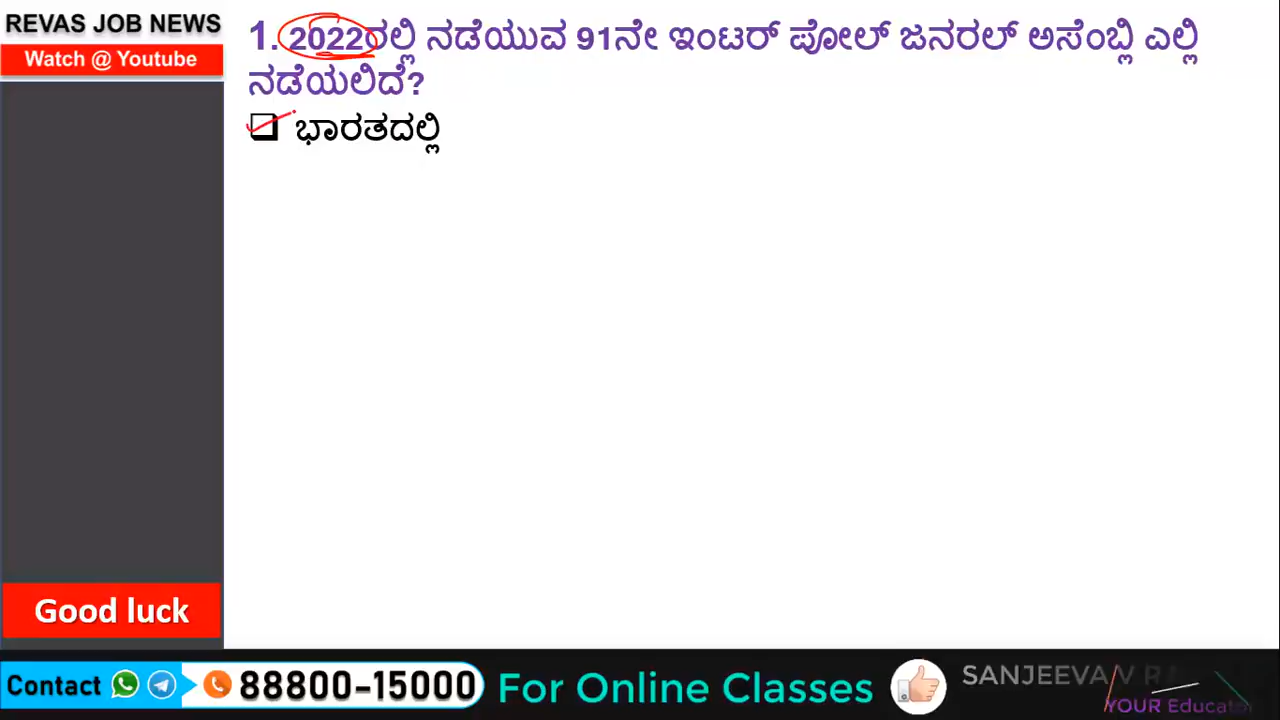 REVAS JOB NEWS
Watch @ Youtube
1. 2022ರಲ್ಲಿ ನಡೆಯುವ 91ನೇ ಇಂಟರ್ ಪೋಲ್ ಜನರಲ್ ಅಸೆಂಬ್ಲಿ ಎಲ್ಲಿ
ನಡೆಯಲಿದೆ?
ಭಾರತದಲ್ಲಿ
Good luck
Contact
88800-15000
For Online Classes
SANJEEVA V
YOUR Educator